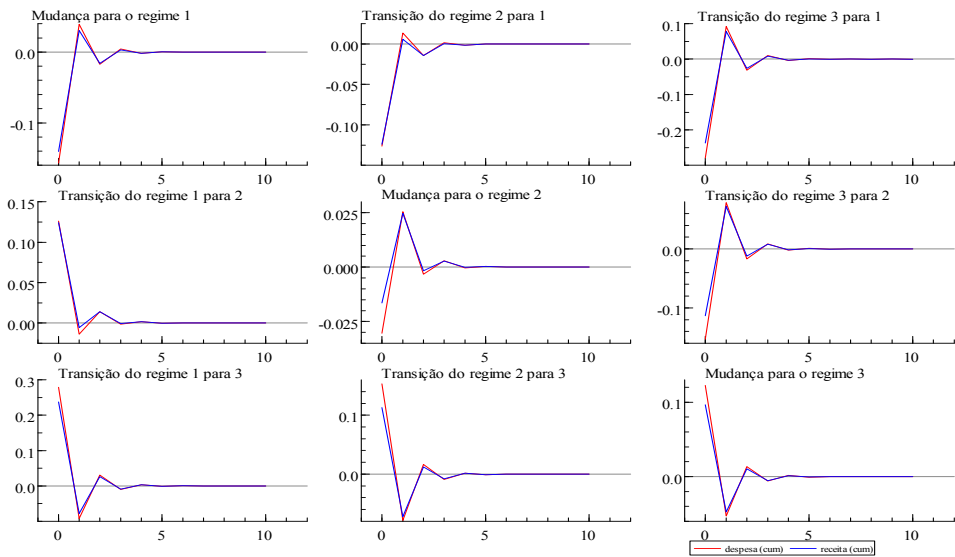 Mudança para o regime 1
0.0
-0.1
0 5 10
Transição do regime 2 para 1
0.00
-0.05
-0.10
0 5 10
Transição do regime 3 para 1
0.1
0.0
-0.1
-0.2
0 5 10
Transição do regime 1 para 2
0.15
0.10
0.05
0.00
0 5 10
Mudança para o regime 2
0.025
0.000
-0.025
0 5 10
Transição do regime 3 para 2
0.0
-0.1
0 5 10
Transição do regime 1 para 3
0.3
0.2
0.1
0.0
0 5 10
Transição do regime 2 para 3
0.1
0.0
0 5 10
Mudança para o regime 3
0.1
0.0
0 5 10
despesa (cum) receita (cum)